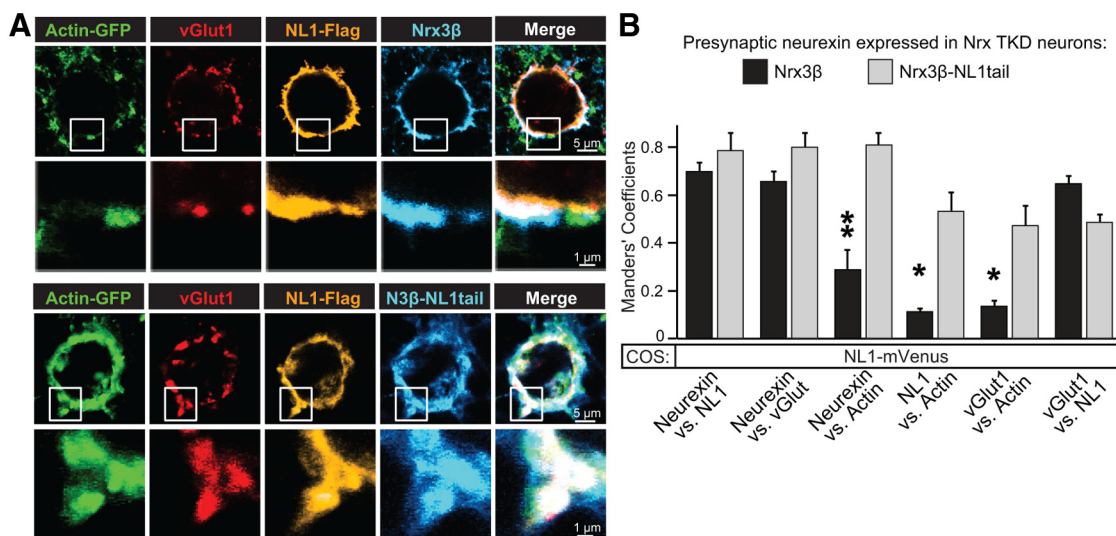 A
Actin-GFP vGlut1 NL1-Flag Nrx3β Merge
5 µm
1 µm
Actin-GFP vGlut1 NL1-Flag N3β-NL1tail Merge
5 µm
1 µm
B
Presynaptic neurexin expressed in Nrx TKD neurons:
Nrx3β Nrx3β-NL1tail
Manders' Coefficients
0.8
0.6
0.4
0.2
0
*
*
*
*
COS: NL1-mVenus
Neurexin
vs. NL1
Neurexin
vs. vGlut
Neurexin
vs. Actin
NL1
vs. Actin
vGlut1
vs. Actin
vGlut1
vs. NL1